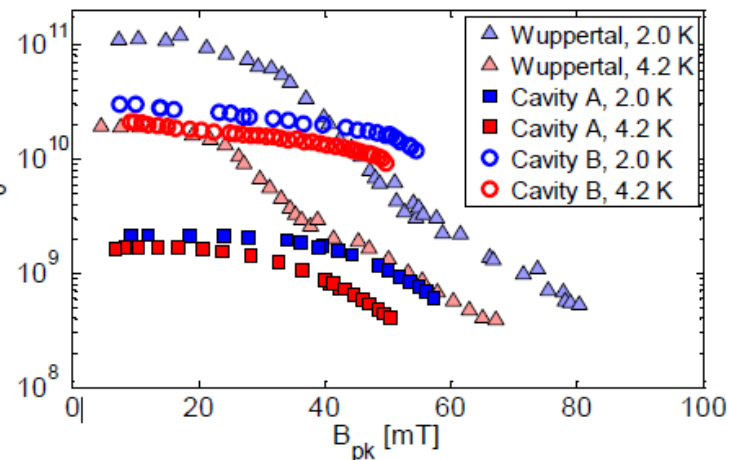 10^11
10^10
10^9
10^8
Wuppertal, 2.0 K
Wuppertal, 4.2 K
Cavity A, 2.0 K
Cavity A, 4.2 K
Cavity B, 2.0 K
Cavity B, 4.2 K
0 20 40 60 80 100
B_pk [mT]